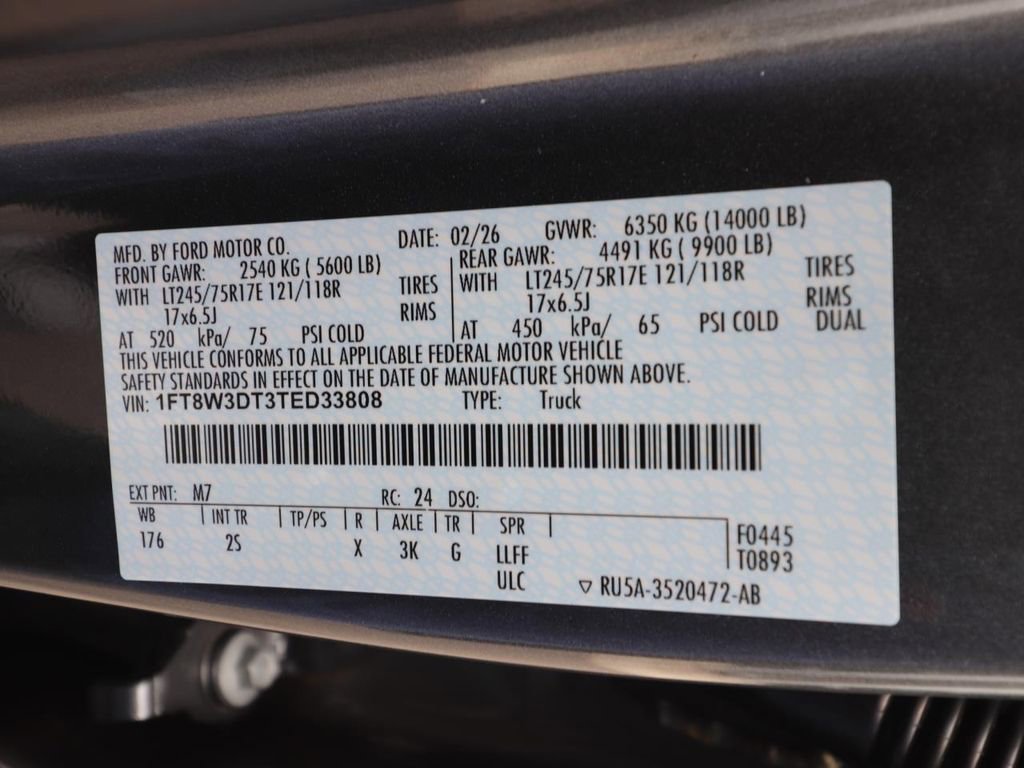 MFD. BY FORD MOTOR CO. DATE: 02/26 GVWR: 6350 KG (14000 LB)
FRONT GAWR: 2540 KG ( 5600 LB) REAR GAWR: 4491 KG ( 9900 LB)
WITH LT245/75R17E 121/118R TIRES WITH LT245/75R17E 121/118R TIRES
17x6.5J RIMS 17x6.5J RIMS
AT 520 kPa/ 75 PSI COLD AT 450 kPa/ 65 PSI COLD DUAL
THIS VEHICLE CONFORMS TO ALL APPLICABLE FEDERAL MOTOR VEHICLE
SAFETY STANDARDS IN EFFECT ON THE DATE OF MANUFACTURE SHOWN ABOVE.
VIN: 1FT8W3DT3TED33808 TYPE: Truck
EXT PNT: M7 RC: 24 DSO:
WB INT TR TP/PS R AXLE TR SPR F0445
176 2S X 3K G LLFF T0893
ULC ▽ RU5A-3520472-AB